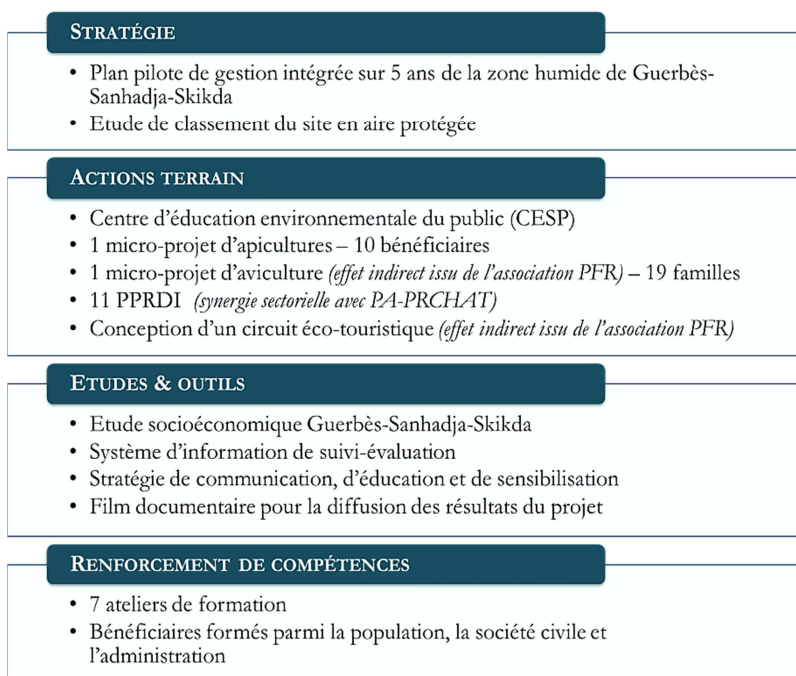 STRATÉGIE
• Plan pilote de gestion intégrée sur 5 ans de la zone humide de Guerbès-
Sanhadja-Skikda
• Etude de classement du site en aire protégée
ACTIONS TERRAIN
• Centre d'éducation environnementale du public (CESP)
• 1 micro-projet d'apicultures – 10 bénéficiaires
• 1 micro-projet d'aviculture (effet indirect issu de l'association PFR) – 19 familles
• 11 PPRDI (synergie sectorielle avec PA-PRCHAT)
• Conception d'un circuit éco-touristique (effet indirect issu de l'association PFR)
ETUDES & OUTILS
• Etude socioéconomique Guerbès-Sanhadja-Skikda
• Système d'information de suivi-évaluation
• Stratégie de communication, d'éducation et de sensibilisation
• Film documentaire pour la diffusion des résultats du projet
RENFORCEMENT DE COMPÉTENCES
• 7 ateliers de formation
• Bénéficiaires formés parmi la population, la société civile et
l'administration